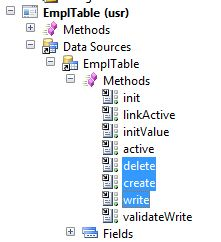 EmplTable (usr)
Methods
Data Sources
EmplTable
Methods
init
linkActive
initValue
active
delete
create
write
validateWrite
Fields